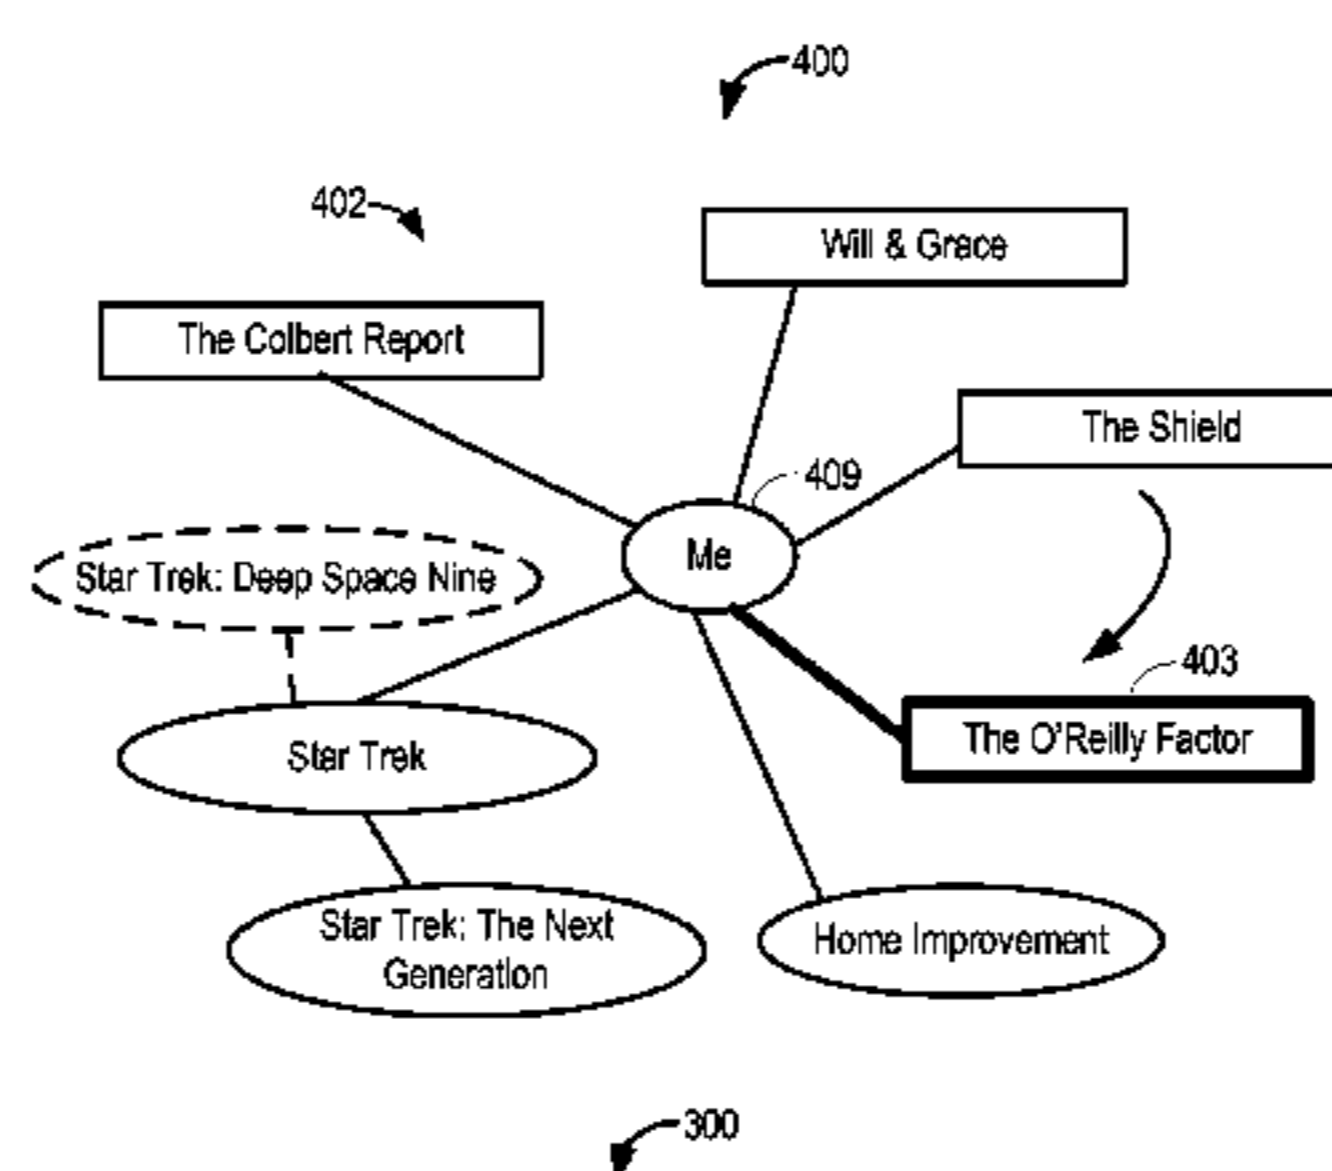 400
402
Will & Grace
The Colbert Report
The Shield
409
Me
Star Trek: Deep Space Nine
403
The O'Reilly Factor
Star Trek
Star Trek: The Next
Generation
Home Improvement
300